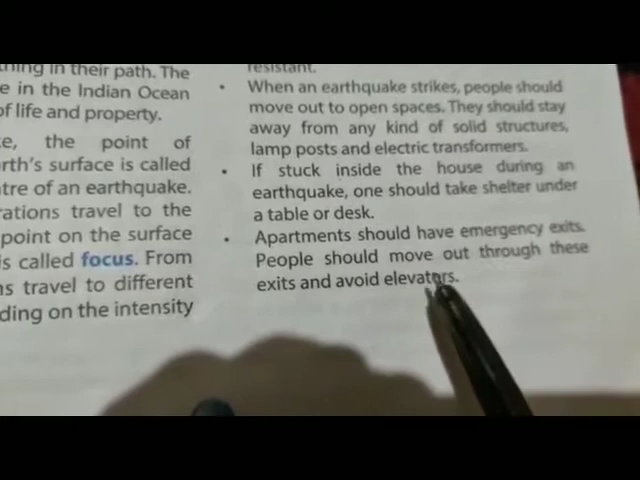 thing in their path. The
e in the Indian Ocean
of life and property.
e, the point of
rth's surface is called
tre of an earthquake.
rations travel to the
point on the surface
is called focus. From
ns travel to different
ding on the intensity
resistant.
• When an earthquake strikes, people should
move out to open spaces. They should stay
away from any kind of solid structures,
lamp posts and electric transformers.
• If stuck inside the house during an
earthquake, one should take shelter under
a table or desk.
• Apartments should have emergency exits.
People should move out through these
exits and avoid elevators.